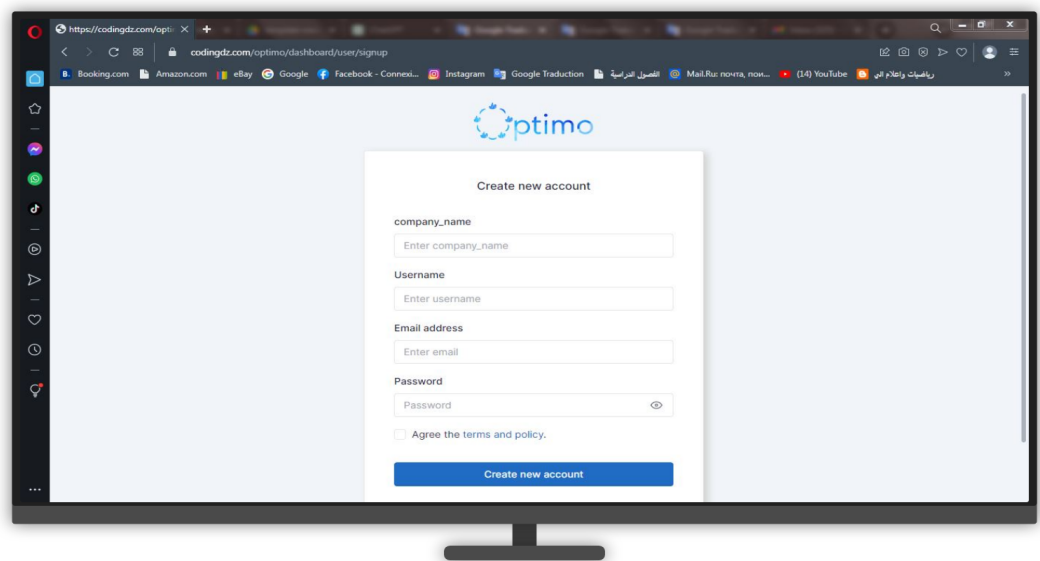 https://codingdz.com/opti
codingdz.com/optimo/dashboard/user/signup
Booking.com Amazon.com eBay Google Facebook - Connexi... Instagram Google Traduction الفصول الدراسية Mail.Ru: почта, пои... (14) YouTube رياضيات واعلام الي
ptimo
Create new account
company_name
Enter company_name
Username
Enter username
Email address
Enter email
Password
Password
Agree the terms and policy.
Create new account